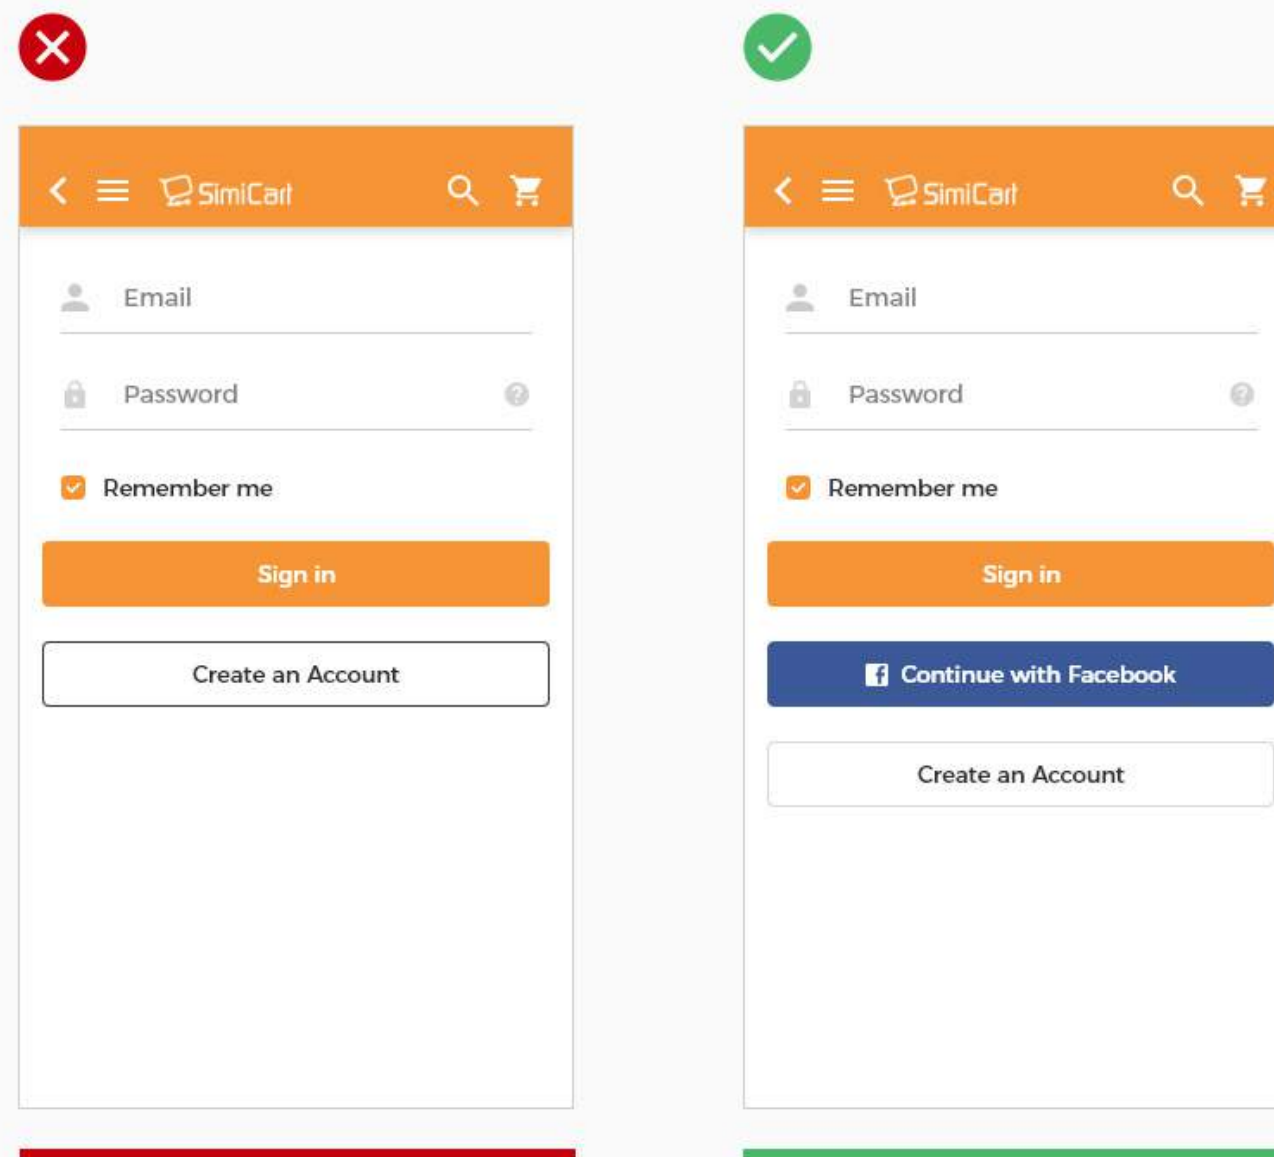 SimiCart
Email
Password
Remember me
Sign in
Create an Account
SimiCart
Email
Password
Remember me
Sign in
Continue with Facebook
Create an Account